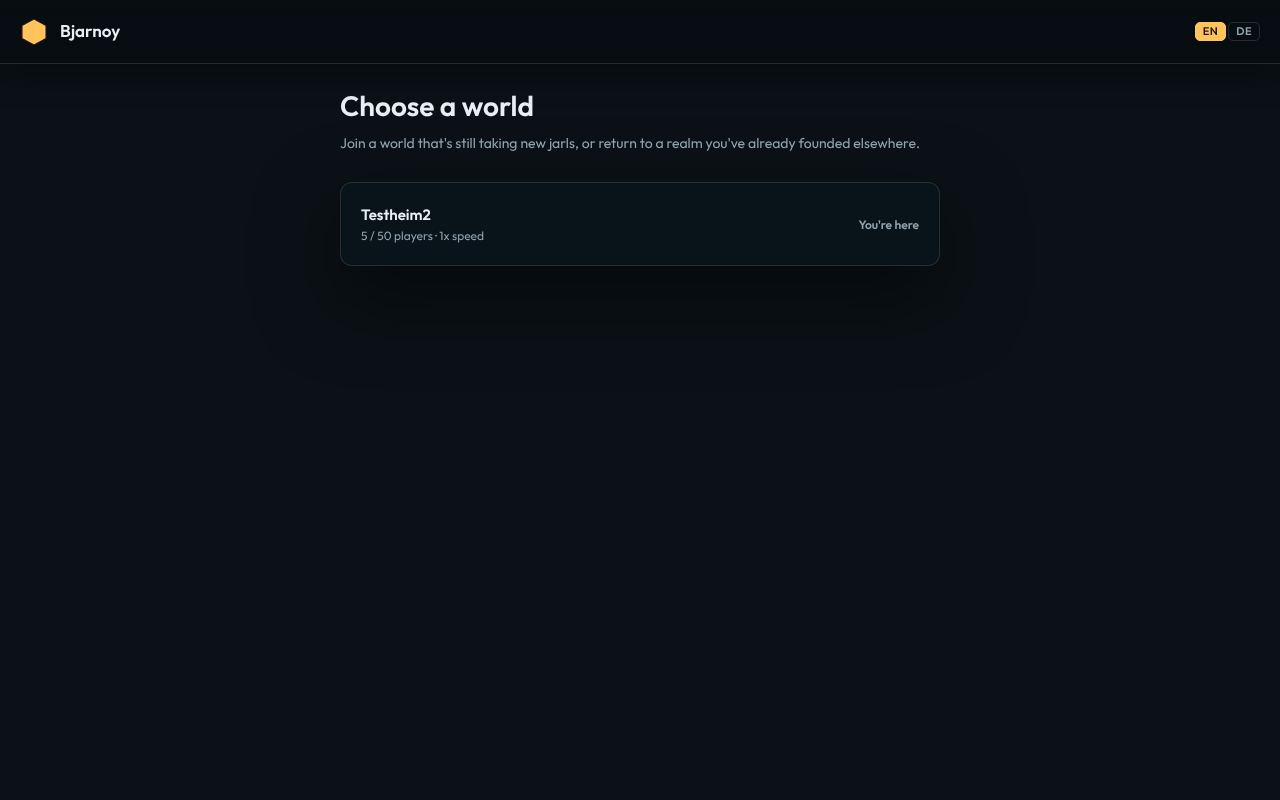 Bjarnoy
EN DE
Choose a world
Join a world that's still taking new jarls, or return to a realm you've already founded elsewhere.
Testheim2
5 / 50 players · 1x speed
You're here